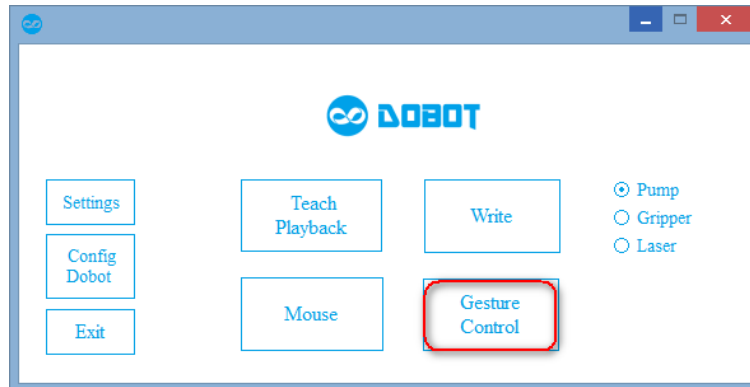 DOBOT
Settings
Teach
Playback
Write
Pump
Gripper
Laser
Config
Dobot
Mouse
Gesture
Control
Exit